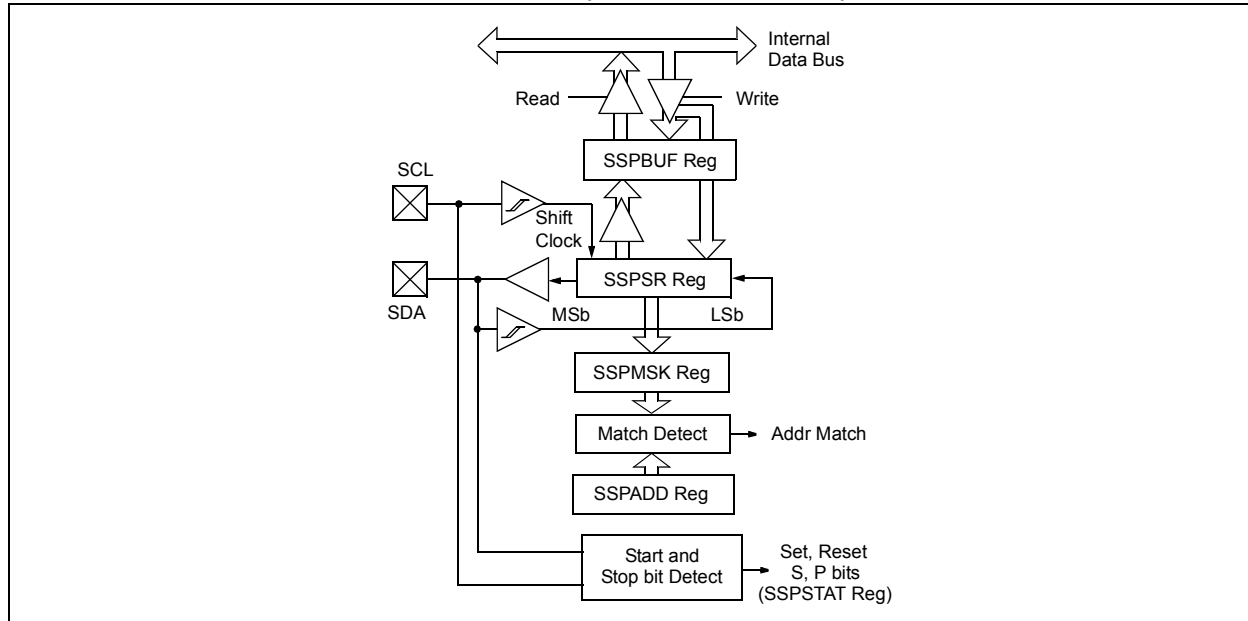 Internal
Data Bus
Read
Write
SSPBUF Reg
SCL
Shift
Clock
SSPSR Reg
SDA
MSb
LSb
SSPMSK Reg
Match Detect
Addr Match
SSPADD Reg
Start and
Stop bit Detect
Set, Reset
S, P bits
(SSPSTAT Reg)